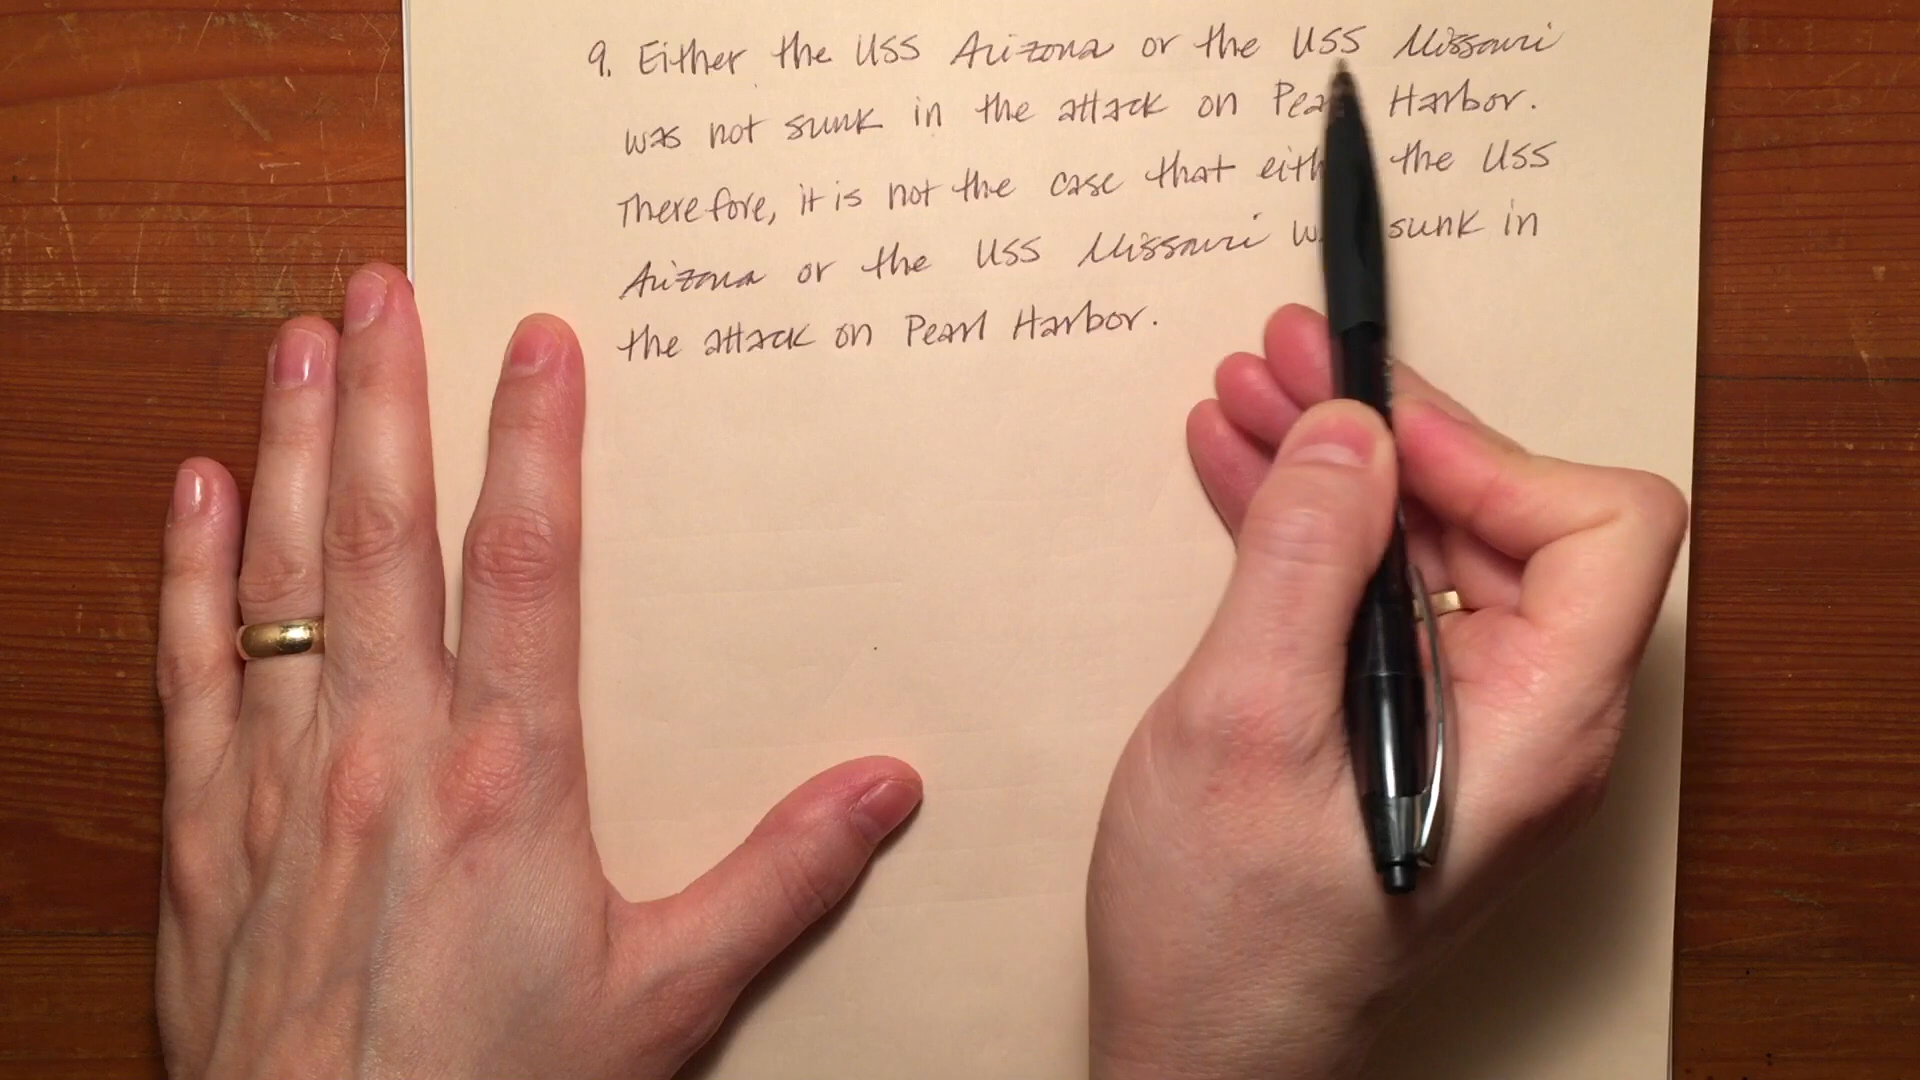 9. Either the USS Arizona or the USS Missouri
was not sunk in the attack on Harbor.
Therefore, it is not the case that the USS
Arizona or the USS Missouri sunk in
the attack on Pearl Harbor.